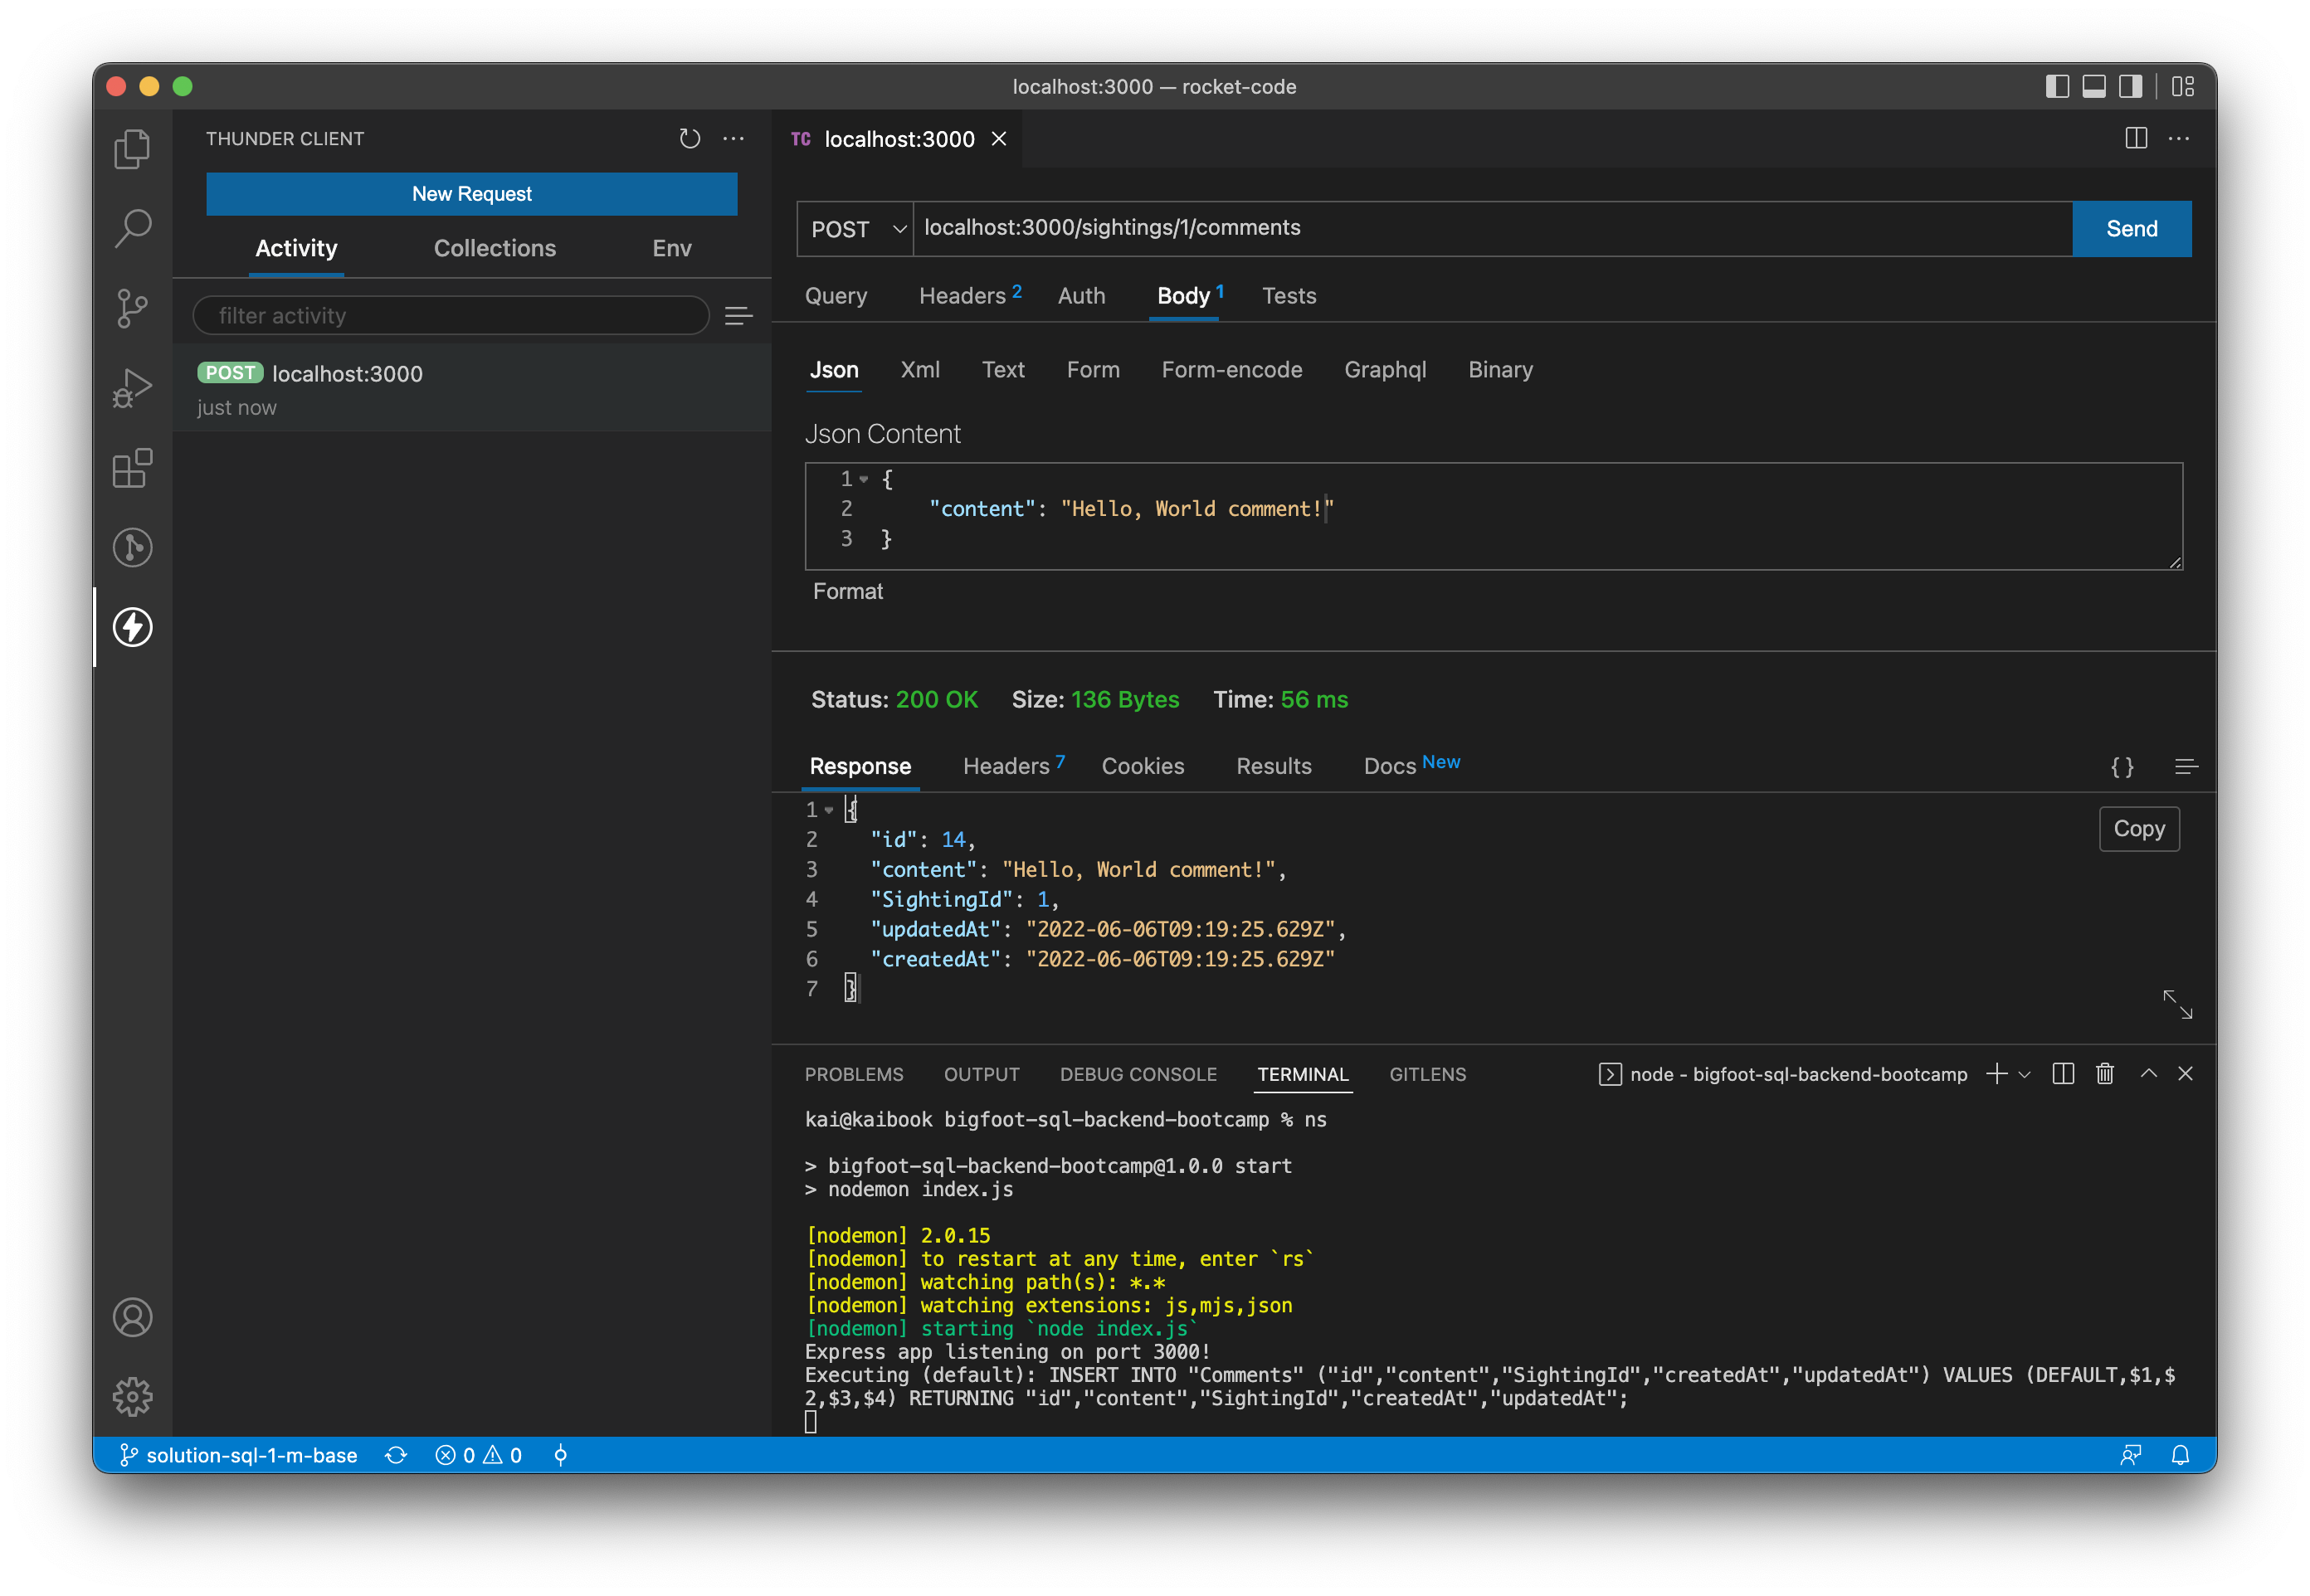 localhost:3000 — rocket-code
THUNDER CLIENT
New Request
Activity Collections Env
filter activity
POST localhost:3000
just now
TC localhost:3000
POST localhost:3000/sightings/1/comments Send
Query Headers 2 Auth Body 1 Tests
Json Xml Text Form Form-encode Graphql Binary
Json Content
1 {
2 "content": "Hello, World comment!"
3 }
Format
Status: 200 OK Size: 136 Bytes Time: 56 ms
Response Headers 7 Cookies Results Docs New
{ }
Copy
1 {
2 "id": 14,
3 "content": "Hello, World comment!",
4 "SightingId": 1,
5 "updatedAt": "2022-06-06T09:19:25.629Z",
6 "createdAt": "2022-06-06T09:19:25.629Z"
7 }
PROBLEMS OUTPUT DEBUG CONSOLE TERMINAL GITLENS node - bigfoot-sql-backend-bootcamp
kai@kaibook bigfoot-sql-backend-bootcamp % ns
> bigfoot-sql-backend-bootcamp@1.0.0 start
> nodemon index.js
[nodemon] 2.0.15
[nodemon] to restart at any time, enter `rs`
[nodemon] watching path(s): *.*
[nodemon] watching extensions: js,mjs,json
[nodemon] starting `node index.js`
Express app listening on port 3000!
Executing (default): INSERT INTO "Comments" ("id","content","SightingId","createdAt","updatedAt") VALUES (DEFAULT,$1,$
2,$3,$4) RETURNING "id","content","SightingId","createdAt","updatedAt";
solution-sql-1-m-base 0 0